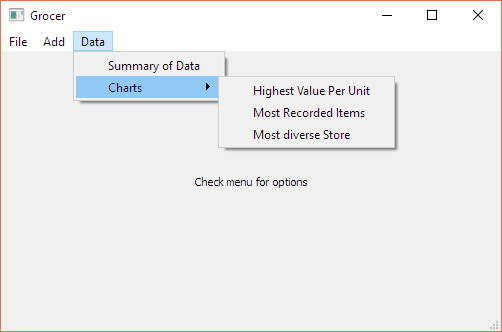 Grocer
File Add Data
Summary of Data
Charts
Highest Value Per Unit
Most Recorded Items
Most diverse Store
Check menu for options